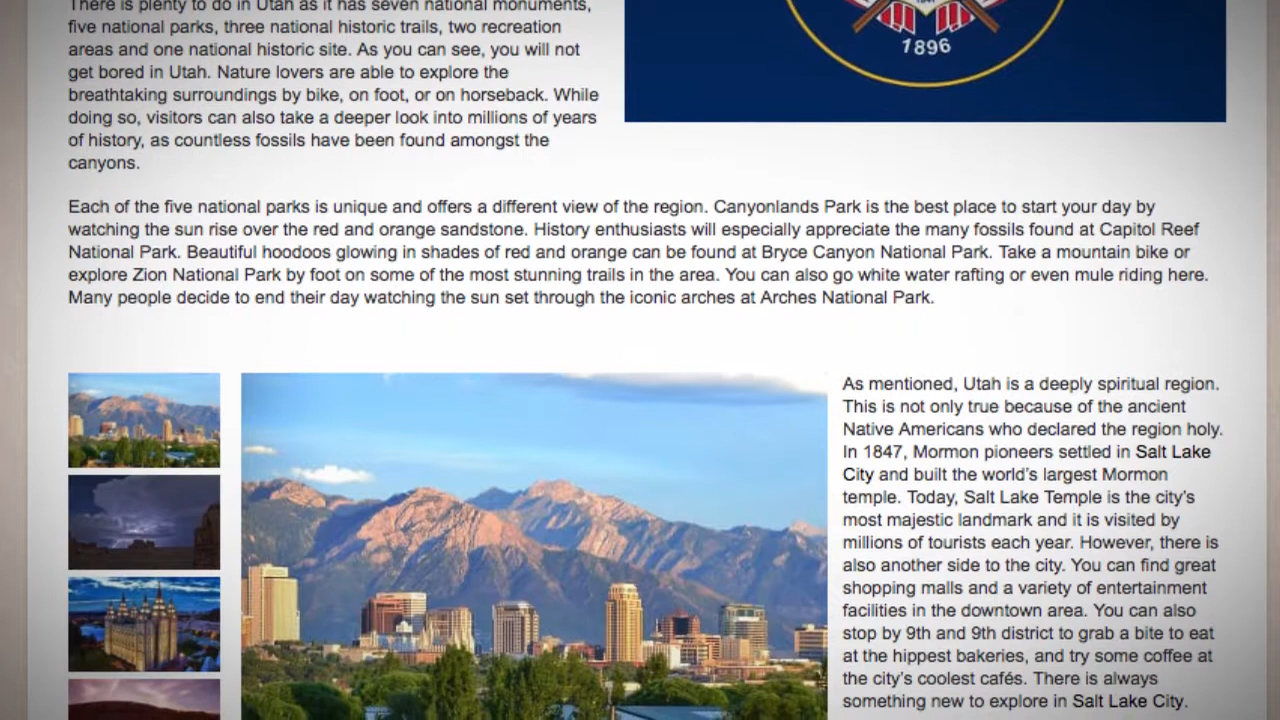 There is plenty to do in Utah as it has seven national monuments,
five national parks, three national historic trails, two recreation
areas and one national historic site. As you can see, you will not
get bored in Utah. Nature lovers are able to explore the
breathtaking surroundings by bike, on foot, or on horseback. While
doing so, visitors can also take a deeper look into millions of years
of history, as countless fossils have been found amongst the
canyons.
1896
Each of the five national parks is unique and offers a different view of the region. Canyonlands Park is the best place to start your day by
watching the sun rise over the red and orange sandstone. History enthusiasts will especially appreciate the many fossils found at Capitol Reef
National Park. Beautiful hoodoos glowing in shades of red and orange can be found at Bryce Canyon National Park. Take a mountain bike or
explore Zion National Park by foot on some of the most stunning trails in the area. You can also go white water rafting or even mule riding here.
Many people decide to end their day watching the sun set through the iconic arches at Arches National Park.
As mentioned, Utah is a deeply spiritual region.
This is not only true because of the ancient
Native Americans who declared the region holy.
In 1847, Mormon pioneers settled in Salt Lake
City and built the world's largest Mormon
temple. Today, Salt Lake Temple is the city's
most majestic landmark and it is visited by
millions of tourists each year. However, there is
also another side to the city. You can find great
shopping malls and a variety of entertainment
facilities in the downtown area. You can also
stop by 9th and 9th district to grab a bite to eat
at the hippest bakeries, and try some coffee at
the city's coolest cafés. There is always
something new to explore in Salt Lake City.